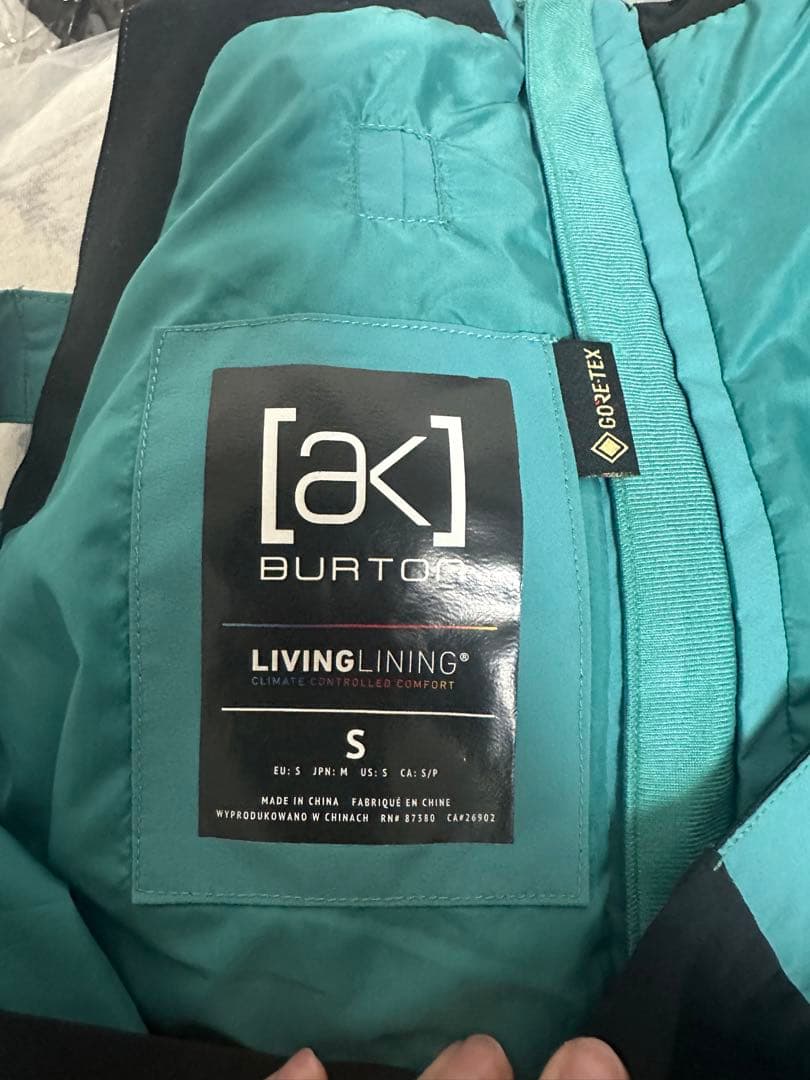 [ak]
BURTON
LIVINGLINING®
CLIMATE CONTROLLED COMFORT
S
EU: S JPN: M US: S CA: S/P
MADE IN CHINA FABRIQUÉ EN CHINE
WYPRODUKOWANO W CHINACH RN# 87380 CA#26902
GORE-TEX